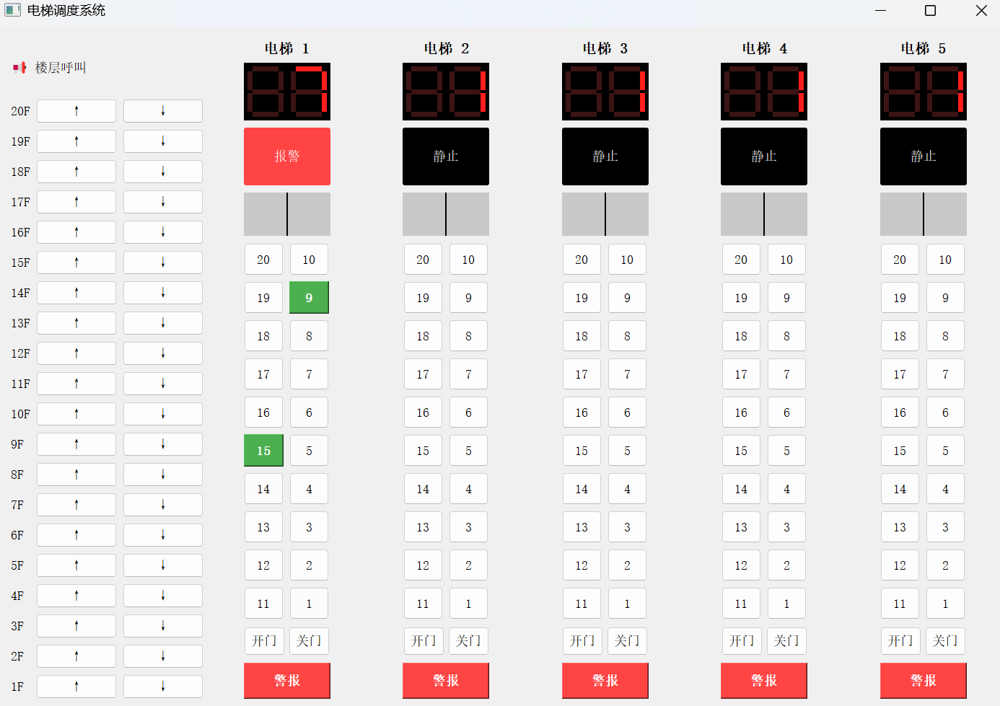 电梯调度系统
电梯 1 电梯 2 电梯 3 电梯 4 电梯 5
楼层呼叫
7 1 1 1 1
20F ↑ ↓
报警 静止 静止 静止 静止
19F ↑ ↓
18F ↑ ↓
17F ↑ ↓
16F ↑ ↓
15F ↑ ↓ 20 10 20 10 20 10 20 10 20 10
14F ↑ ↓ 19 9 19 9 19 9 19 9 19 9
13F ↑ ↓ 18 8 18 8 18 8 18 8 18 8
12F ↑ ↓
11F ↑ ↓ 17 7 17 7 17 7 17 7 17 7
10F ↑ ↓ 16 6 16 6 16 6 16 6 16 6
9F ↑ ↓ 15 5 15 5 15 5 15 5 15 5
8F ↑ ↓ 14 4 14 4 14 4 14 4 14 4
7F ↑ ↓
6F ↑ ↓ 13 3 13 3 13 3 13 3 13 3
5F ↑ ↓ 12 2 12 2 12 2 12 2 12 2
4F ↑ ↓ 11 1 11 1 11 1 11 1 11 1
3F ↑ ↓
开门 关门 开门 关门 开门 关门 开门 关门 开门 关门
2F ↑ ↓
1F ↑ ↓ 警报 警报 警报 警报 警报